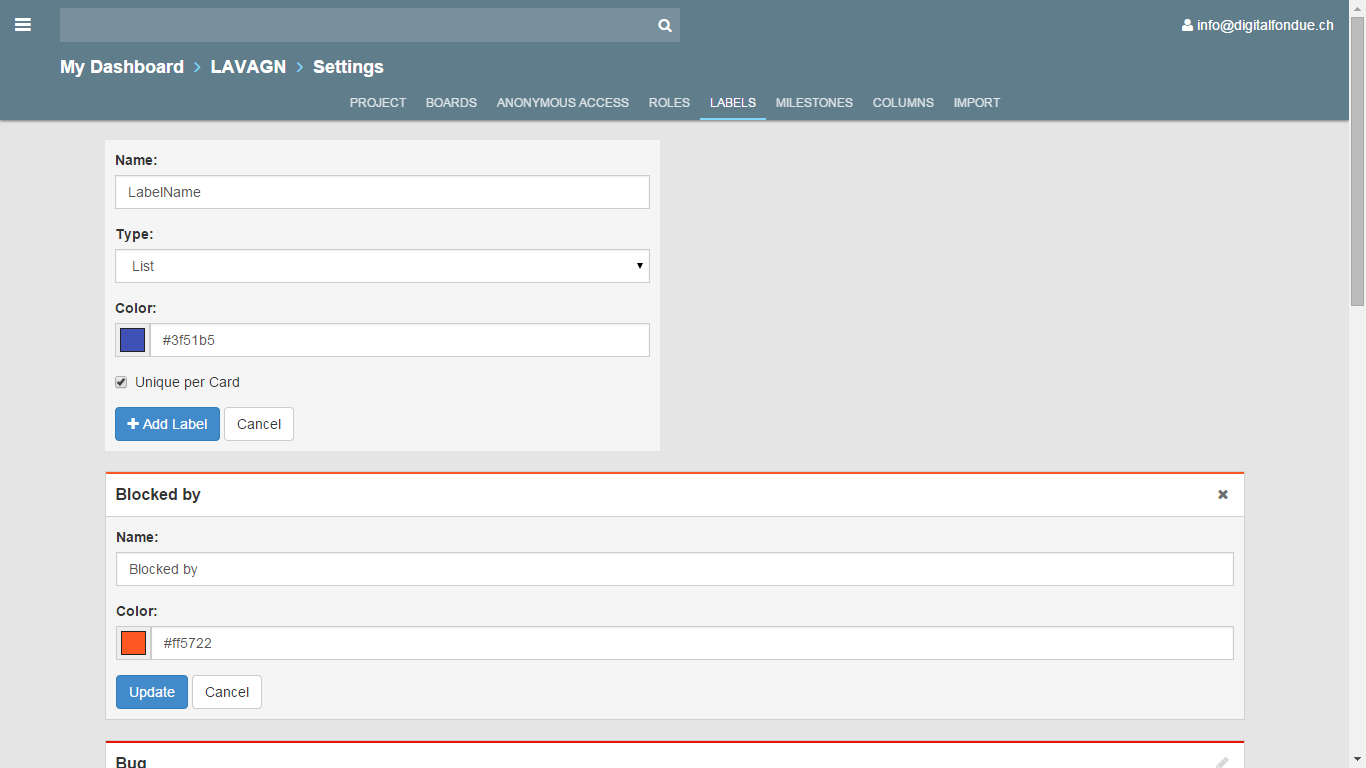 info@digitalfondue.ch
My Dashboard > LAVAGN > Settings
PROJECT BOARDS ANONYMOUS ACCESS ROLES LABELS MILESTONES COLUMNS IMPORT
Name:
LabelName
Type:
List
Color:
#3f51b5
Unique per Card
Add Label Cancel
Blocked by
Name:
Blocked by
Color:
#ff5722
Update Cancel
Bug